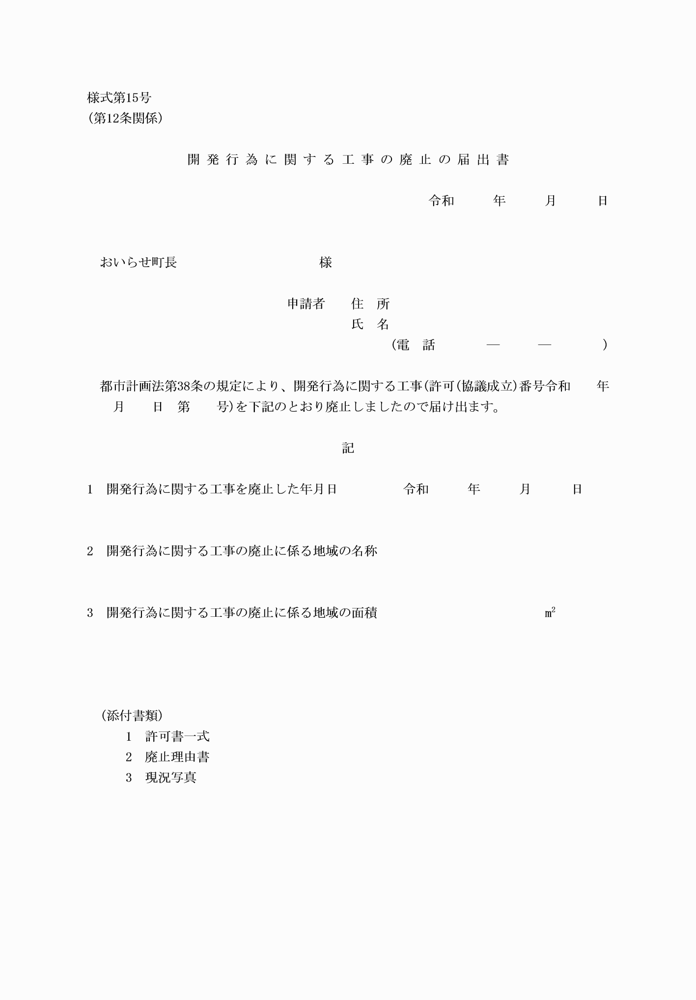 様式第15号
(第12条関係)
開発行為に関する工事の廃止の届出書
令和　　　年　　　月　　　日
おいらせ町長　　　　　　　　　　　様
申請者　　住　所
氏　名
(電　話　　　　―　　　―　　　　)
都市計画法第38条の規定により、開発行為に関する工事(許可(協議成立)番号令和　　年
月　　日　第　　号)を下記のとおり廃止しましたので届け出ます。
記
1　開発行為に関する工事を廃止した年月日　　　　　令和　　　年　　　月　　　日
2　開発行為に関する工事の廃止に係る地域の名称
3　開発行為に関する工事の廃止に係る地域の面積　　　　　　　　　　　　　m²
(添付書類)
1　許可書一式
2　廃止理由書
3　現況写真